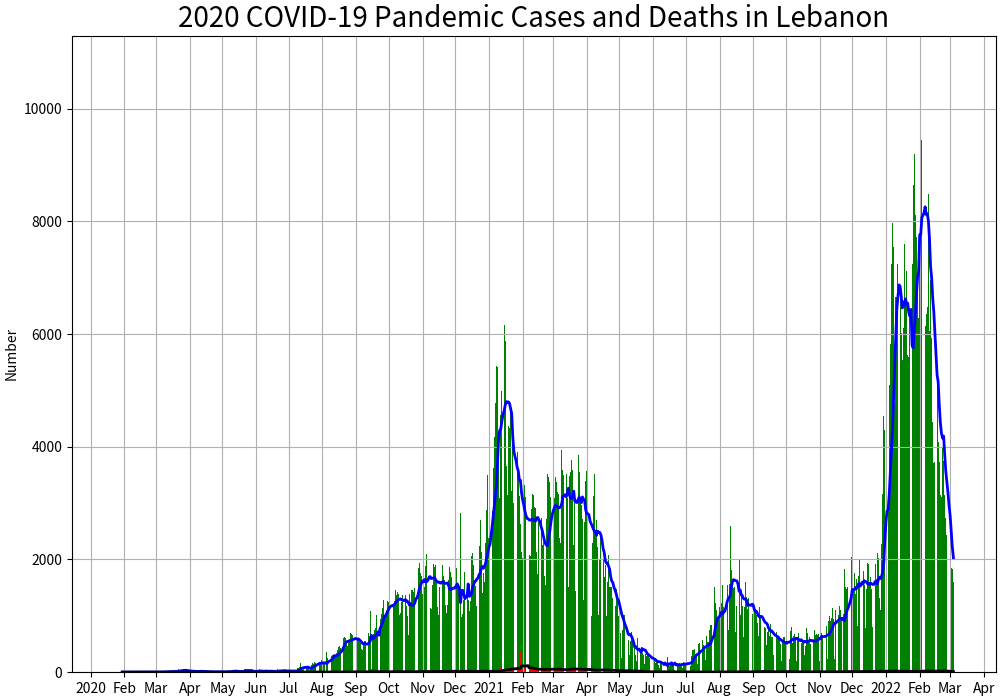 2020 COVID-19 Pandemic Cases and Deaths in Lebanon
10000
8000
6000
4000
2000
0
Number
2020 Feb Mar Apr May Jun Jul Aug Sep Oct Nov Dec 2021 Feb Mar Apr May Jun Jul Aug Sep Oct Nov Dec 2022 Feb Mar Apr